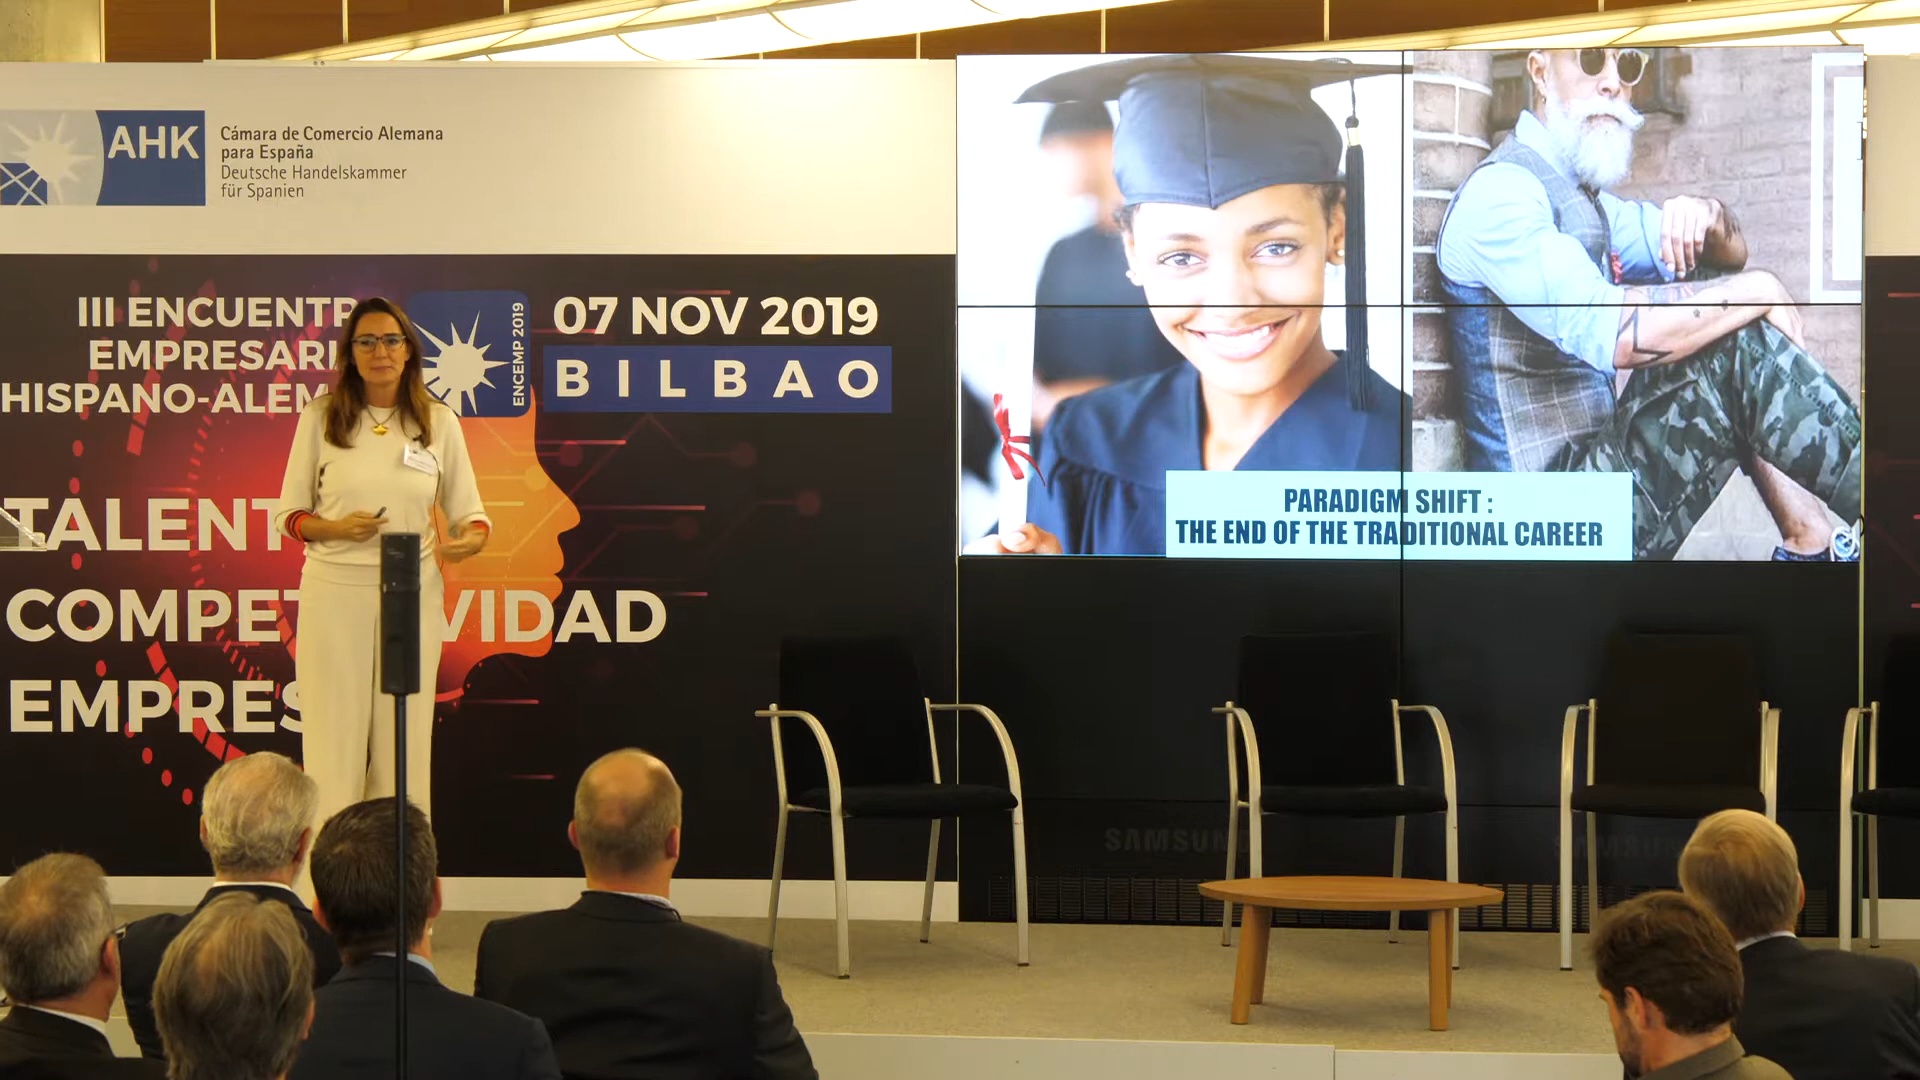 AHK
Cámara de Comercio Alemana
para España
Deutsche Handelskammer
für Spanien
III ENCUENTR
EMPRESARI
HISPANO-ALEM
ENCEMP 2019
07 NOV 2019
BILBAO
TALENT
COMPET VIDAD
EMPRES
PARADIGM SHIFT :
THE END OF THE TRADITIONAL CAREER
SAMSUNG
SAMSUN